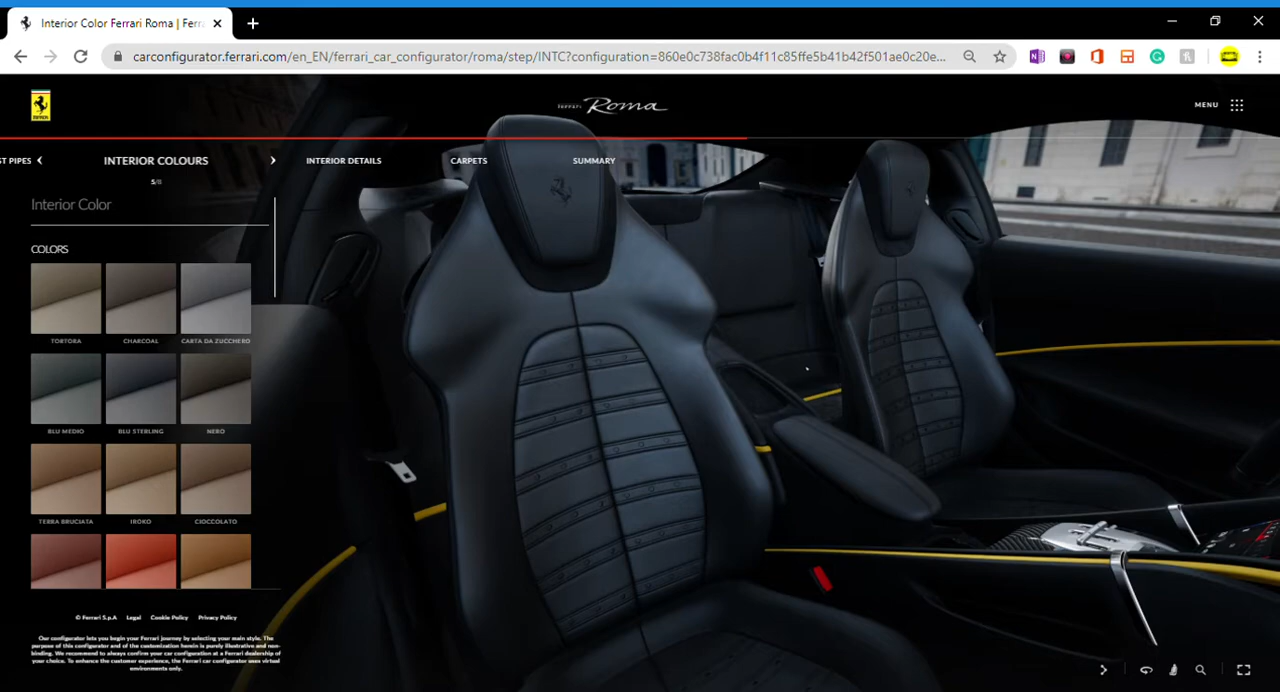 Interior Color Ferrari Roma | Ferra
carconfigurator.ferrari.com/en_EN/ferrari_car_configurator/roma/step/INTC?configuration=860e0c738fac0b4f11c85ffe5b41b42f501ae0c20e...
Ferrari Roma
MENU
ST PIPES
INTERIOR COLOURS
INTERIOR DETAILS
CARPETS
SUMMARY
5/8
Interior Color
COLORS
TORTORA
CHARCOAL
CARTA DA ZUCCHERO
BLU MEDIO
BLU STERLING
NERO
TERRA BRUCIATA
IROKO
CIOCCOLATO
© Ferrari S.p.A Legal Cookie Policy Privacy Policy
Our configurator lets you begin your Ferrari journey by selecting your main style. The
purpose of this configurator and of the customization herein is purely illustrative and non-
binding. We recommend to always confirm your car configuration at a Ferrari dealership of
your choice. To enhance the customer experience, the Ferrari car configurator uses virtual
environments only.